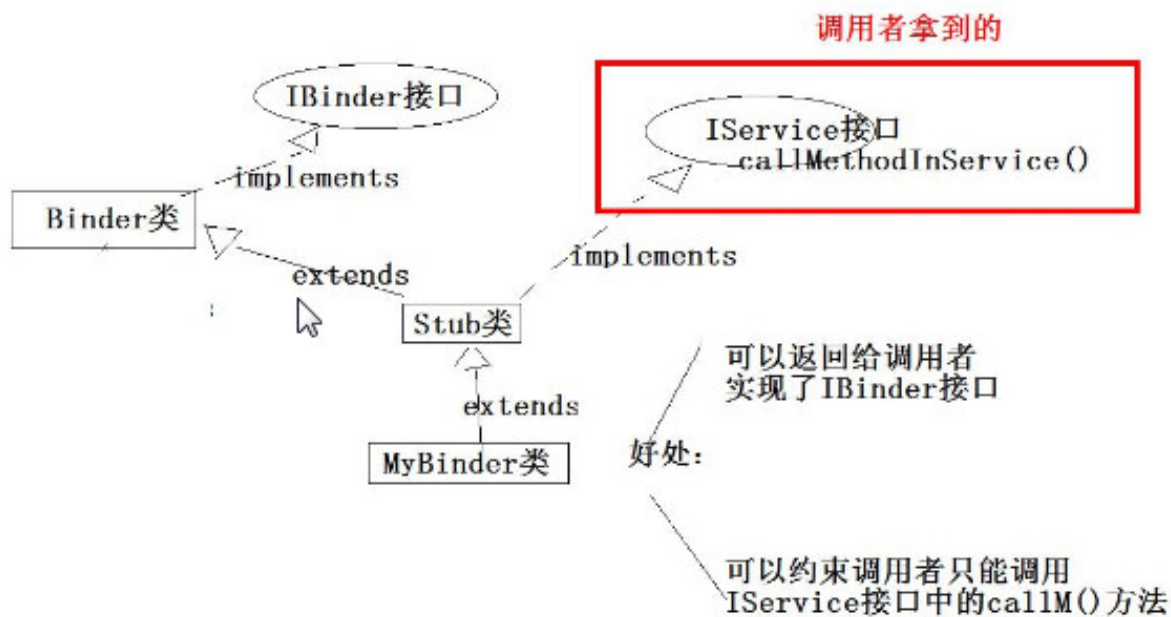 调用者拿到的
IBinder接口
IService接口
callMethodInService()
implements
Binder类
implements
extends
Stub类
可以返回给调用者
实现了IBinder接口
extends
好处：
MyBinder类
可以约束调用者只能调用
IService接口中的callM()方法